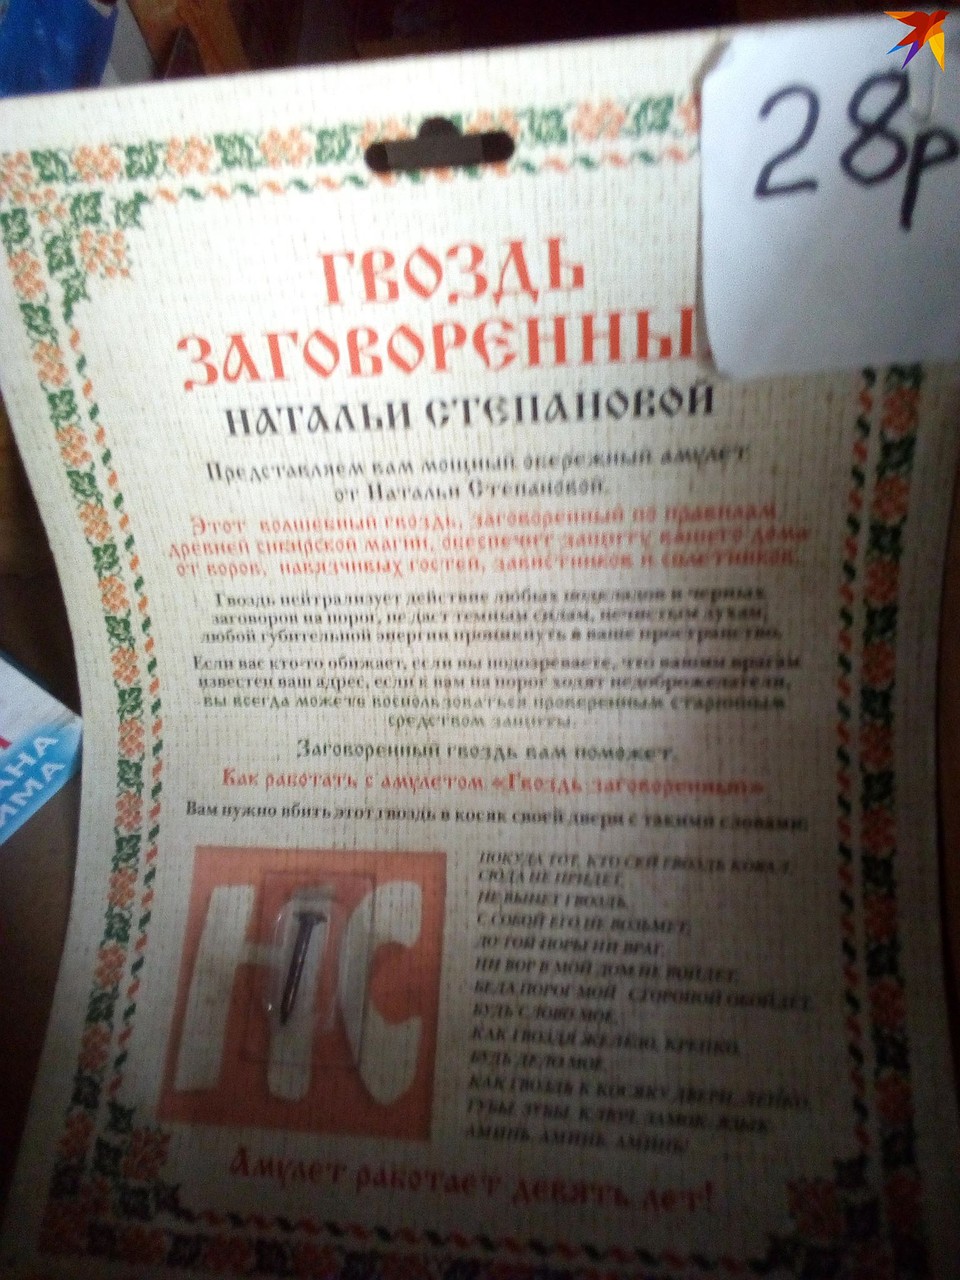 28р
ГВОЗДЬ
ЗАГОВОРЕННЫ
НАТАЛЬИ СТЕПАНОВОЙ
Представляем вам мощный обережный амулет
от Натальи Степановой.
Этот волшебный гвоздь, заговоренный по правилам
древней сибирской магии, обеспечит защиту вашего дома
от воров, навязчивых гостей, завистников и сплетников.
Гвоздь нейтрализует действие любых подкладов и черных
заговоров на порог, не даст темным силам, нечистым духам,
любой губительной энергии проникнуть в ваше пространство.
Если вас кто-то обижает, если вы подозреваете, что вашим врагам
известен ваш адрес, если к вам на порог ходят недоброжелатели,
вы всегда можете воспользоваться проверенным старинным
средством защиты.
Заговоренный гвоздь вам поможет.
Как работать с амулетом «Гвоздь заговоренный»
Вам нужно вбить этот гвоздь в косяк своей двери с такими словами:
НС
ПОКУДА ТОТ, КТО СЕЙ ГВОЗДЬ КОВАЛ,
СЮДА НЕ ПРИДЕТ,
НЕ ВЫНЕТ ГВОЗДЬ,
С СОБОЙ ЕГО НЕ ВОЗЬМЕТ,
ДО ТОЙ ПОРЫ НИ ВРАГ,
НИ ВОР В МОЙ ДОМ НЕ ВОЙДЕТ,
БЕДА ПОРОГ МОЙ СТОРОНОЙ ОБОЙДЕТ.
БУДЬ СЛОВО МОЕ,
КАК ГВОЗДЯ ЖЕЛЕЗО, КРЕПКО,
БУДЬ ДЕЛО МОЕ,
КАК ГВОЗДЬ К КОСЯКУ ДВЕРИ, ЛЕПКО.
ГУБЫ, ЗУБЫ, КЛЮЧ, ЗАМОК, ЯЗЫК.
АМИНЬ, АМИНЬ, АМИНЬ!
Амулет работает девять лет!
АНА
ИМА